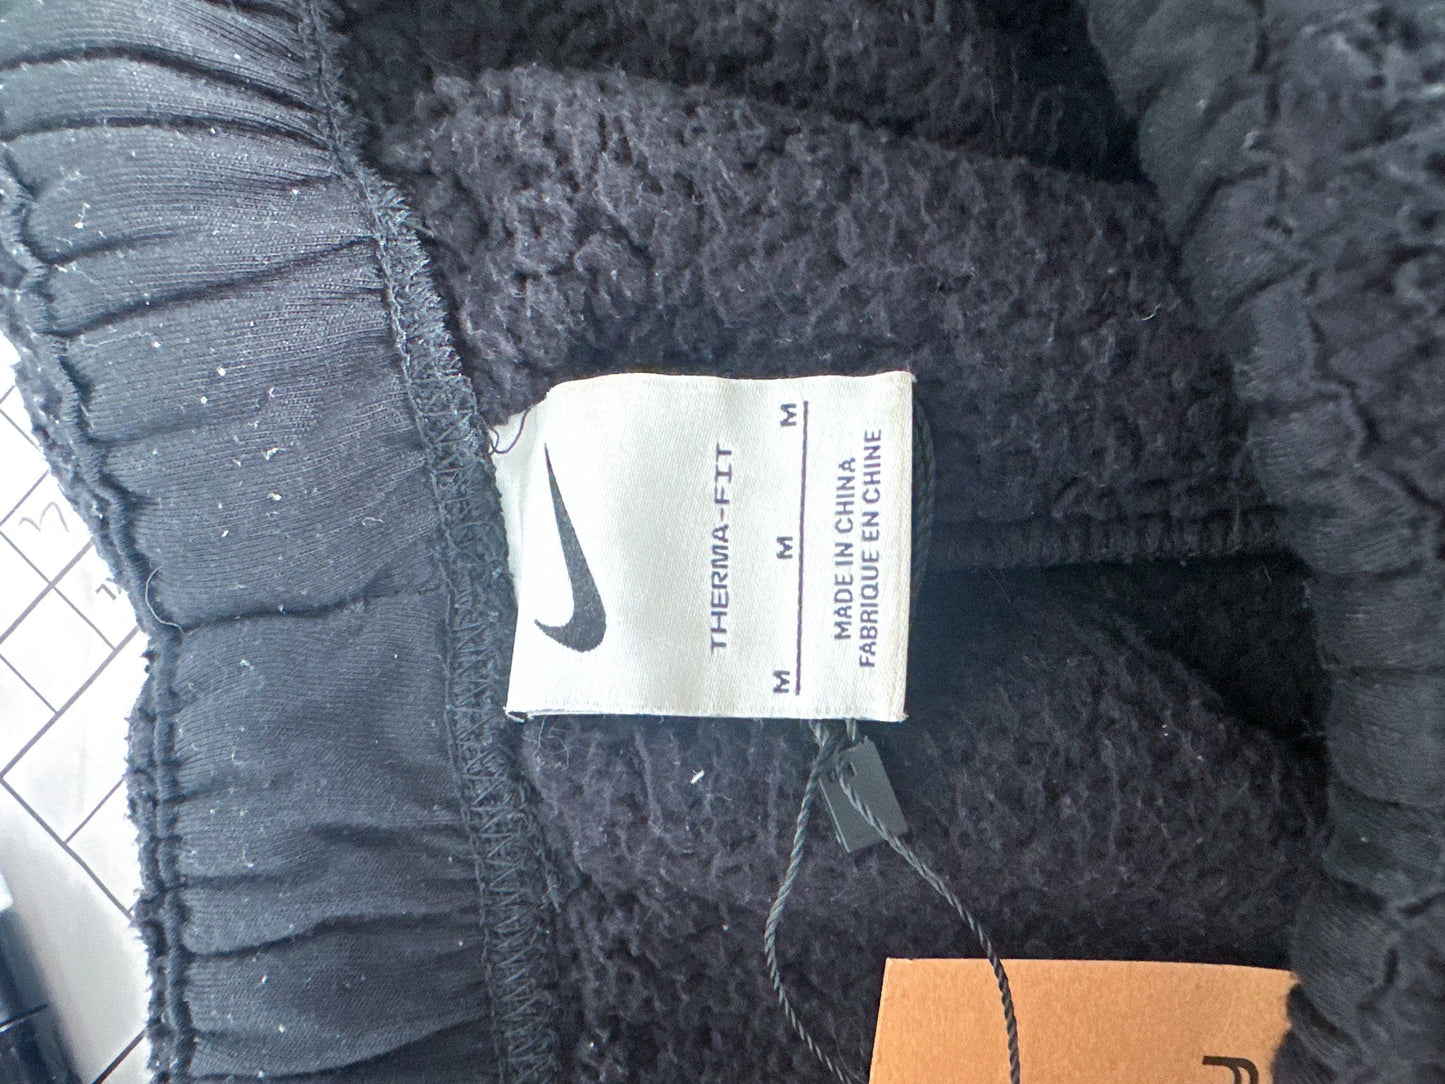 THERMA-FIT
M M M
MADE IN CHINA
FABRIQUE EN CHINE